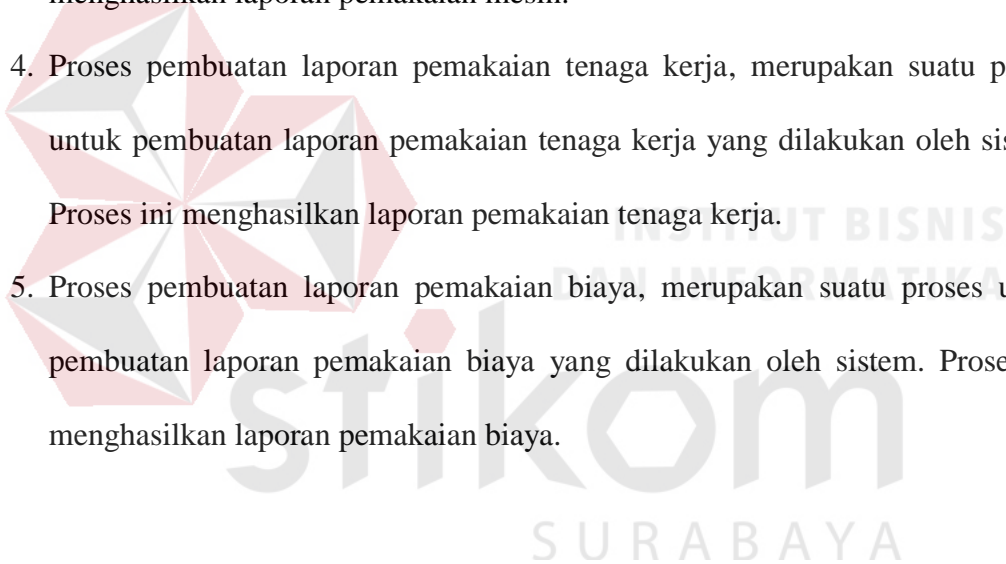 menghasilkan laporan pemakaian mesin.
4. Proses pembuatan laporan pemakaian tenaga kerja, merupakan suatu p
untuk pembuatan laporan pemakaian tenaga kerja yang dilakukan oleh sis
Proses ini menghasilkan laporan pemakaian tenaga kerja.
INSTITUT BISNIS
DAN INFORMATIKA
5. Proses pembuatan laporan pemakaian biaya, merupakan suatu proses u
pembuatan laporan pemakaian biaya yang dilakukan oleh sistem. Prose
menghasilkan laporan pemakaian biaya.
stikom
SURABAYA